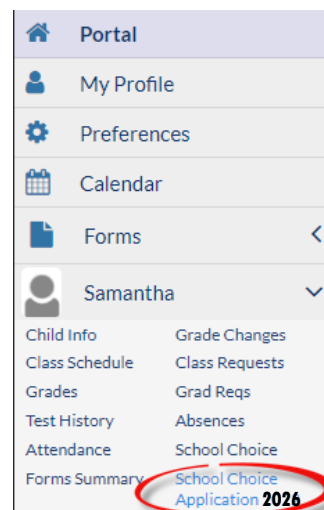 Portal
My Profile
Preferences
Calendar
Forms
Samantha
Child Info
Grade Changes
Class Schedule
Class Requests
Grades
Grad Reqs
Test History
Absences
Attendance
School Choice
Forms Summary
School Choice
Application 2026